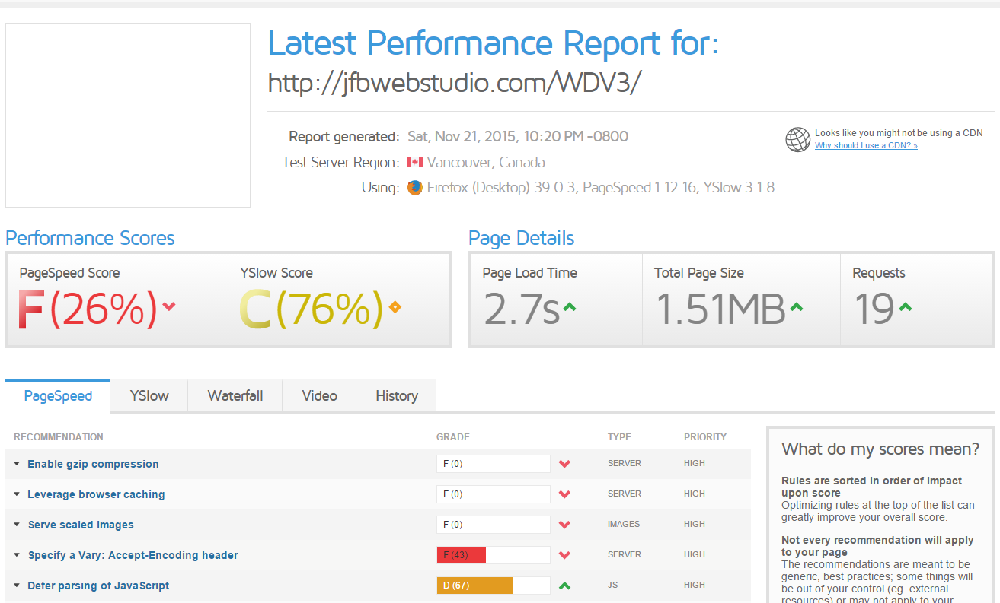 Latest Performance Report for:
http://jfbwebstudio.com/WDV3/
Report generated: Sat, Nov 21, 2015, 10:20 PM -0800
Test Server Region: Vancouver, Canada
Using: Firefox (Desktop) 39.0.3, PageSpeed 1.12.16, YSlow 3.1.8
Looks like you might not be using a CDN
Why should I use a CDN? »
Performance Scores
PageSpeed Score
F (26%)
YSlow Score
C (76%)
Page Details
Page Load Time
2.7s
Total Page Size
1.51MB
Requests
19
PageSpeed YSlow Waterfall Video History
RECOMMENDATION GRADE TYPE PRIORITY
Enable gzip compression F (0) SERVER HIGH
Leverage browser caching F (0) SERVER HIGH
Serve scaled images F (0) IMAGES HIGH
Specify a Vary: Accept-Encoding header F (43) SERVER HIGH
Defer parsing of JavaScript D (67) JS HIGH
What do my scores mean?
Rules are sorted in order of impact
upon score
Optimizing rules at the top of the list can
greatly improve your overall score.
Not every recommendation will apply
to your page
The recommendations are meant to be
generic, best practices; some things will
be out of your control (eg. external
resources) or may not apply to your